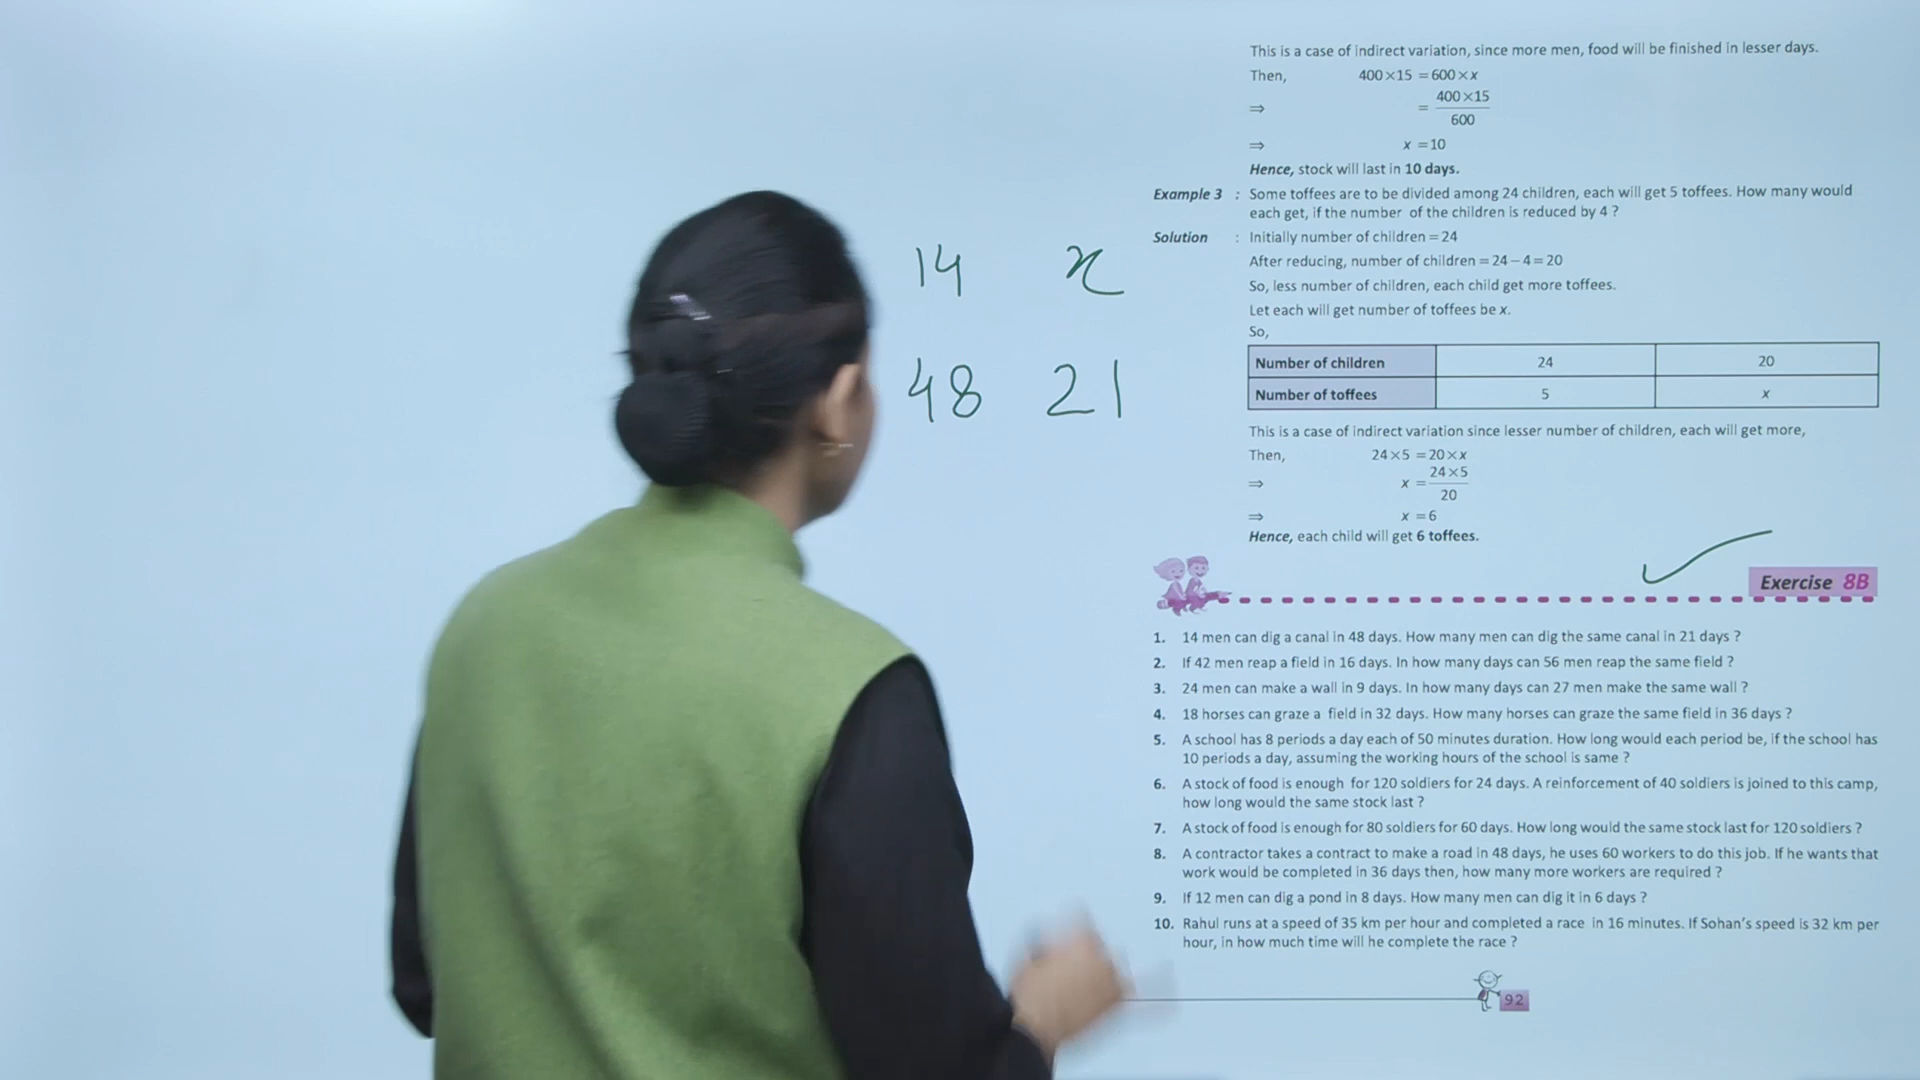 14 x
48 21
This is a case of indirect variation, since more men, food will be finished in lesser days.
Then, 400×15 = 600×x
⇒ = 400×15
600
⇒ x = 10
Hence, stock will last in 10 days.
Example 3 : Some toffees are to be divided among 24 children, each will get 5 toffees. How many would
each get, if the number of the children is reduced by 4 ?
Solution : Initially number of children = 24
After reducing, number of children = 24 – 4 = 20
So, less number of children, each child get more toffees.
Let each will get number of toffees be x.
So,
Number of children 24 20
Number of toffees 5 x
This is a case of indirect variation since lesser number of children, each will get more,
Then, 24×5 = 20×x
⇒ x = 24×5
20
⇒ x = 6
Hence, each child will get 6 toffees.
Exercise 8B
1. 14 men can dig a canal in 48 days. How many men can dig the same canal in 21 days ?
2. If 42 men reap a field in 16 days. In how many days can 56 men reap the same field ?
3. 24 men can make a wall in 9 days. In how many days can 27 men make the same wall ?
4. 18 horses can graze a field in 32 days. How many horses can graze the same field in 36 days ?
5. A school has 8 periods a day each of 50 minutes duration. How long would each period be, if the school has
10 periods a day, assuming the working hours of the school is same ?
6. A stock of food is enough for 120 soldiers for 24 days. A reinforcement of 40 soldiers is joined to this camp,
how long would the same stock last ?
7. A stock of food is enough for 80 soldiers for 60 days. How long would the same stock last for 120 soldiers ?
8. A contractor takes a contract to make a road in 48 days, he uses 60 workers to do this job. If he wants that
work would be completed in 36 days then, how many more workers are required ?
9. If 12 men can dig a pond in 8 days. How many men can dig it in 6 days ?
10. Rahul runs at a speed of 35 km per hour and completed a race in 16 minutes. If Sohan's speed is 32 km per
hour, in how much time will he complete the race ?
92